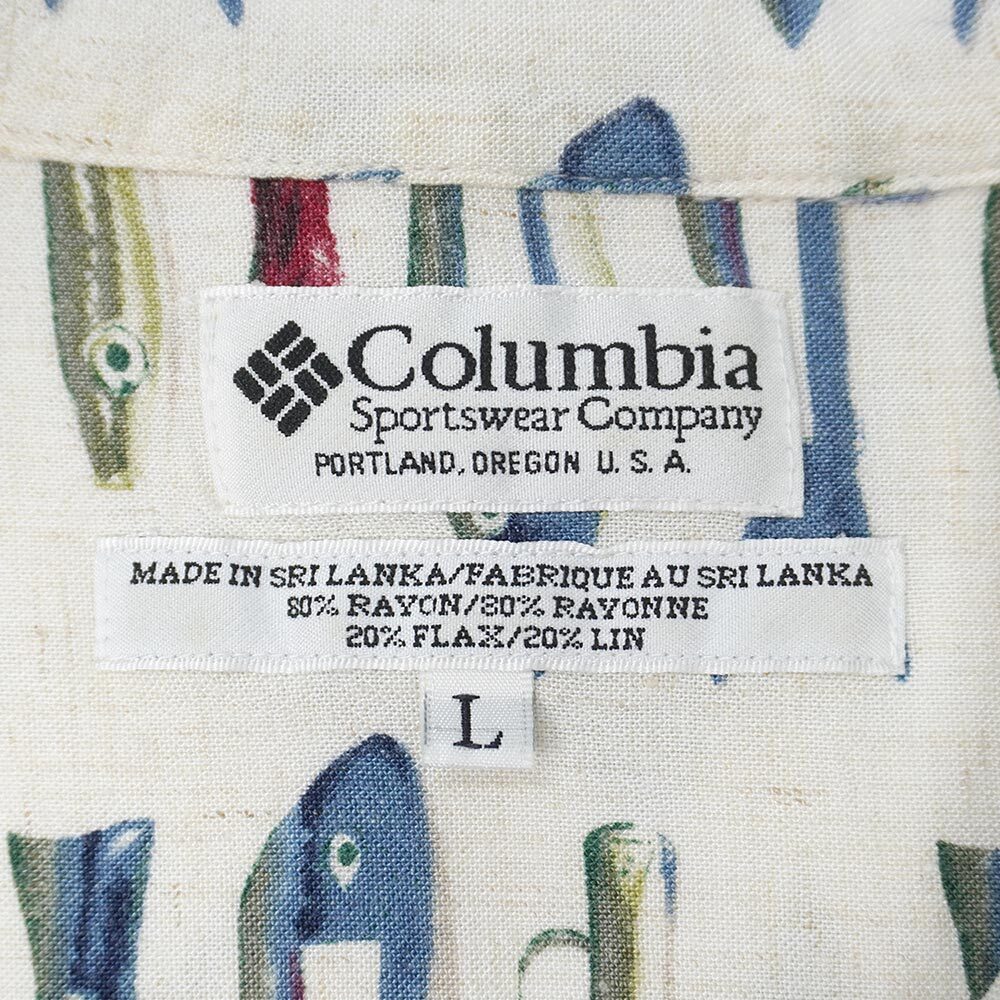 Columbia
Sportswear Company
PORTLAND, OREGON U. S. A.
MADE IN SRI LANKA/FABRIQUE AU SRI LANKA
80% RAYON/80% RAYONNE
20% FLAX/20% LIN
L